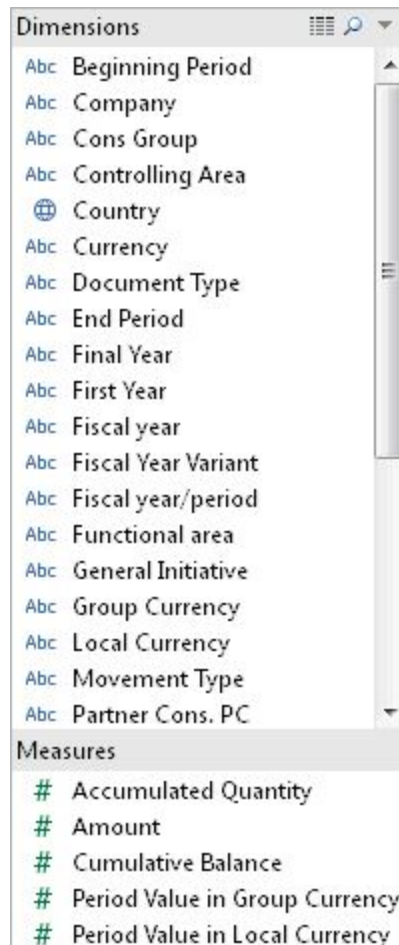 Dimensions
Abc Beginning Period
Abc Company
Abc Cons Group
Abc Controlling Area
Country
Abc Currency
Abc Document Type
Abc End Period
Abc Final Year
Abc First Year
Abc Fiscal year
Abc Fiscal Year Variant
Abc Fiscal year/period
Abc Functional area
Abc General Initiative
Abc Group Currency
Abc Local Currency
Abc Movement Type
Abc Partner Cons. PC
Measures
# Accumulated Quantity
# Amount
# Cumulative Balance
# Period Value in Group Currency
# Period Value in Local Currency